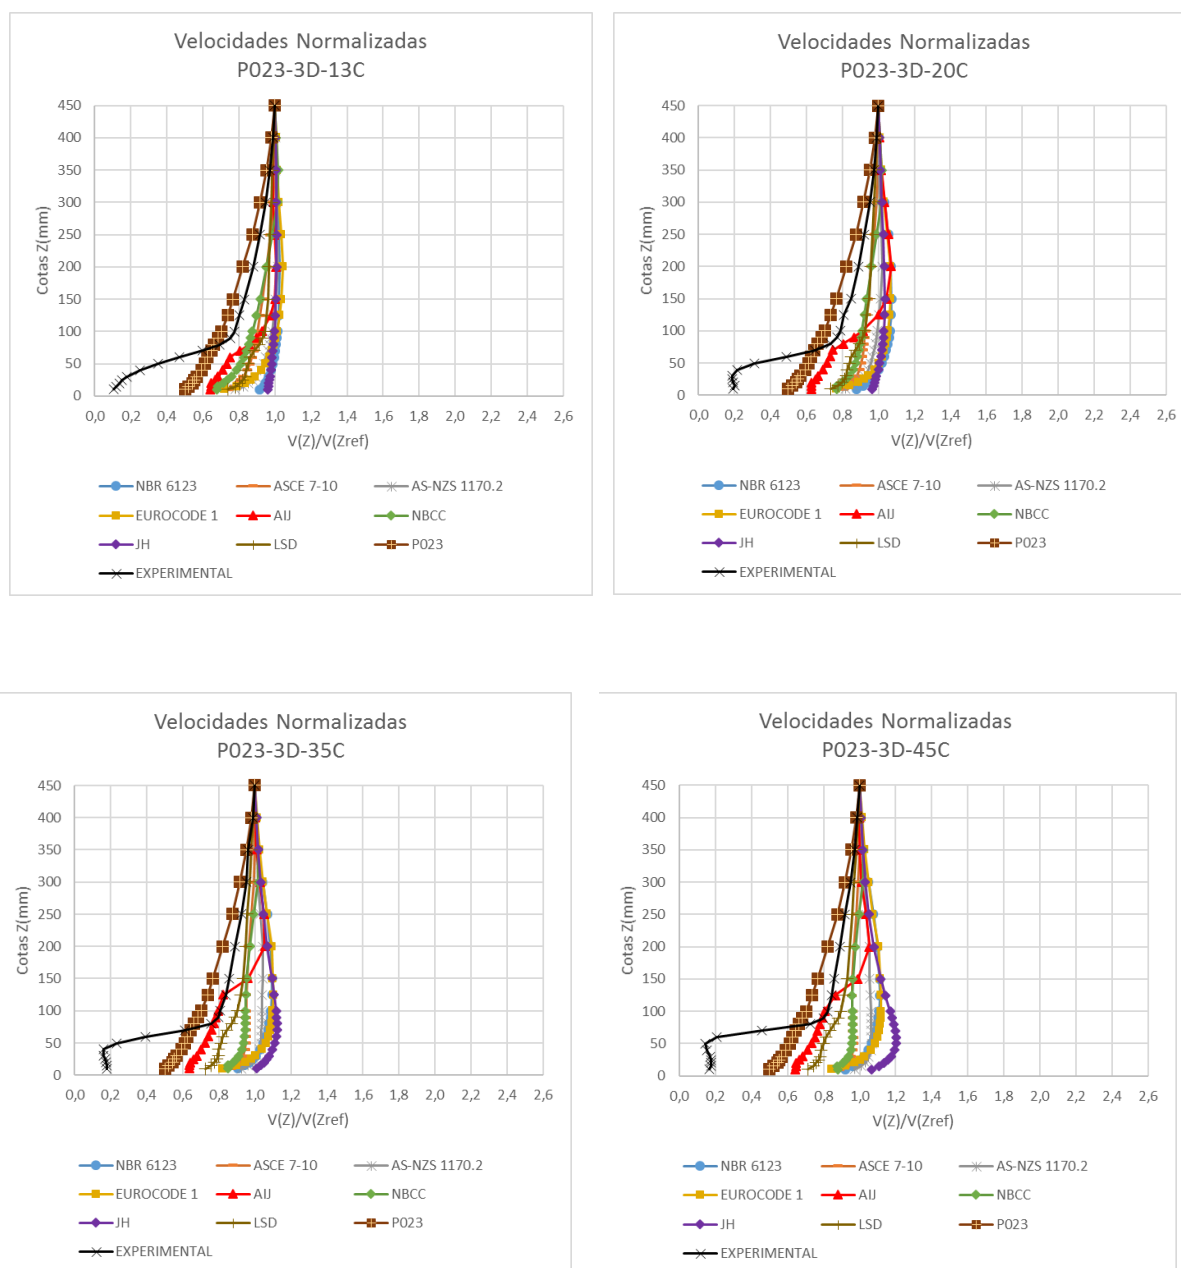 Velocidades Normalizadas
P023-3D-13C
Cotas Z(mm)
450
400
350
300
250
200
150
100
50
0
0,0 0,2 0,4 0,6 0,8 1,0 1,2 1,4 1,6 1,8 2,0 2,2 2,4 2,6
V(Z)/V(Zref)
NBR 6123 ASCE 7-10 AS-NZS 1170.2
EUROCODE 1 AIJ NBCC
JH LSD P023
EXPERIMENTAL
Velocidades Normalizadas
P023-3D-20C
Cotas Z(mm)
450
400
350
300
250
200
150
100
50
0
0,0 0,2 0,4 0,6 0,8 1,0 1,2 1,4 1,6 1,8 2,0 2,2 2,4 2,6
V(Z)/V(Zref)
NBR 6123 ASCE 7-10 AS-NZS 1170.2
EUROCODE 1 AIJ NBCC
JH LSD P023
EXPERIMENTAL
Velocidades Normalizadas
P023-3D-35C
Cotas Z(mm)
450
400
350
300
250
200
150
100
50
0
0,0 0,2 0,4 0,6 0,8 1,0 1,2 1,4 1,6 1,8 2,0 2,2 2,4 2,6
V(Z)/V(Zref)
NBR 6123 ASCE 7-10 AS-NZS 1170.2
EUROCODE 1 AIJ NBCC
JH LSD P023
EXPERIMENTAL
Velocidades Normalizadas
P023-3D-45C
Cotas Z(mm)
450
400
350
300
250
200
150
100
50
0
0,0 0,2 0,4 0,6 0,8 1,0 1,2 1,4 1,6 1,8 2,0 2,2 2,4 2,6
V(Z)/V(Zref)
NBR 6123 ASCE 7-10 AS-NZS 1170.2
EUROCODE 1 AIJ NBCC
JH LSD P023
EXPERIMENTAL